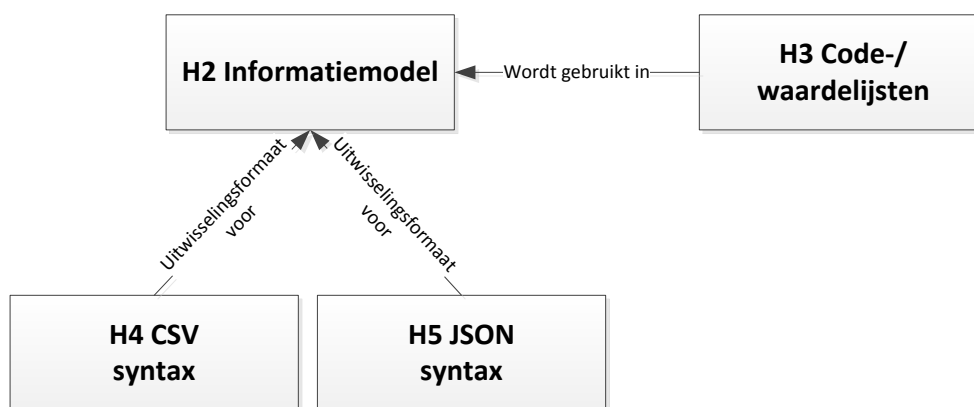 H2 Informatiemodel
Wordt gebruikt in
H3 Code-/
waardelijsten
Uitwisselingsformaat
voor
Uitwisselingsformaat
voor
H4 CSV
syntax
H5 JSON
syntax